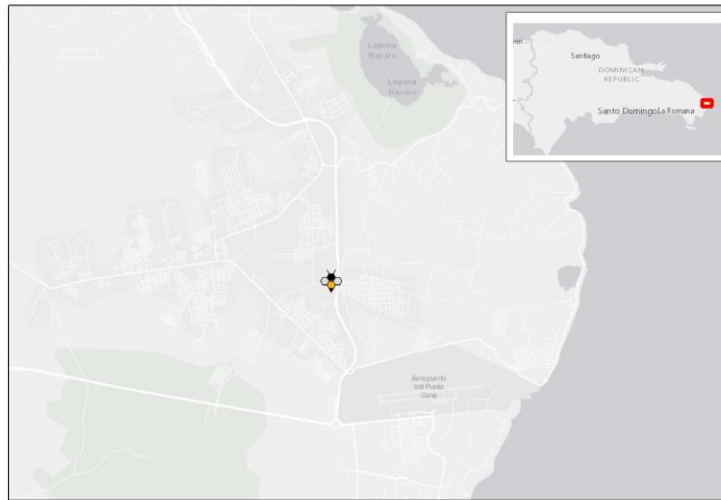 Laguna
Bavaro
Laguna
Bavaro
Santiago
DOMINICAN
REPUBLIC
Santo Domingo
La Romana
Aeropuerto
Intl Punta
Cana